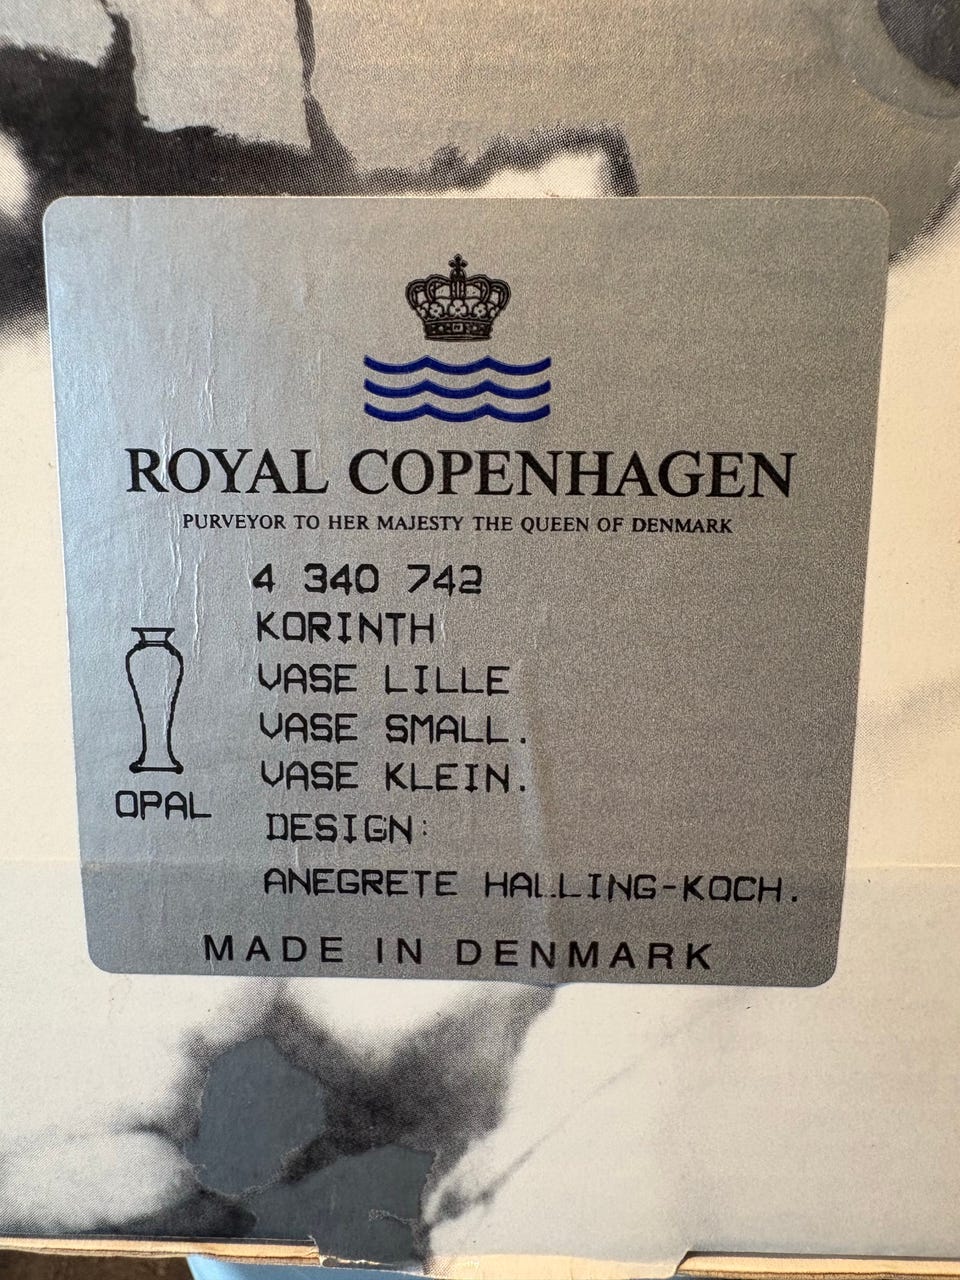 ROYAL COPENHAGEN
PURVEYOR TO HER MAJESTY THE QUEEN OF DENMARK
4 340 742
KORINTH
VASE LILLE
VASE SMALL.
VASE KLEIN.
OPAL
DESIGN:
ANEGRETE HALLING-KOCH.
MADE IN DENMARK